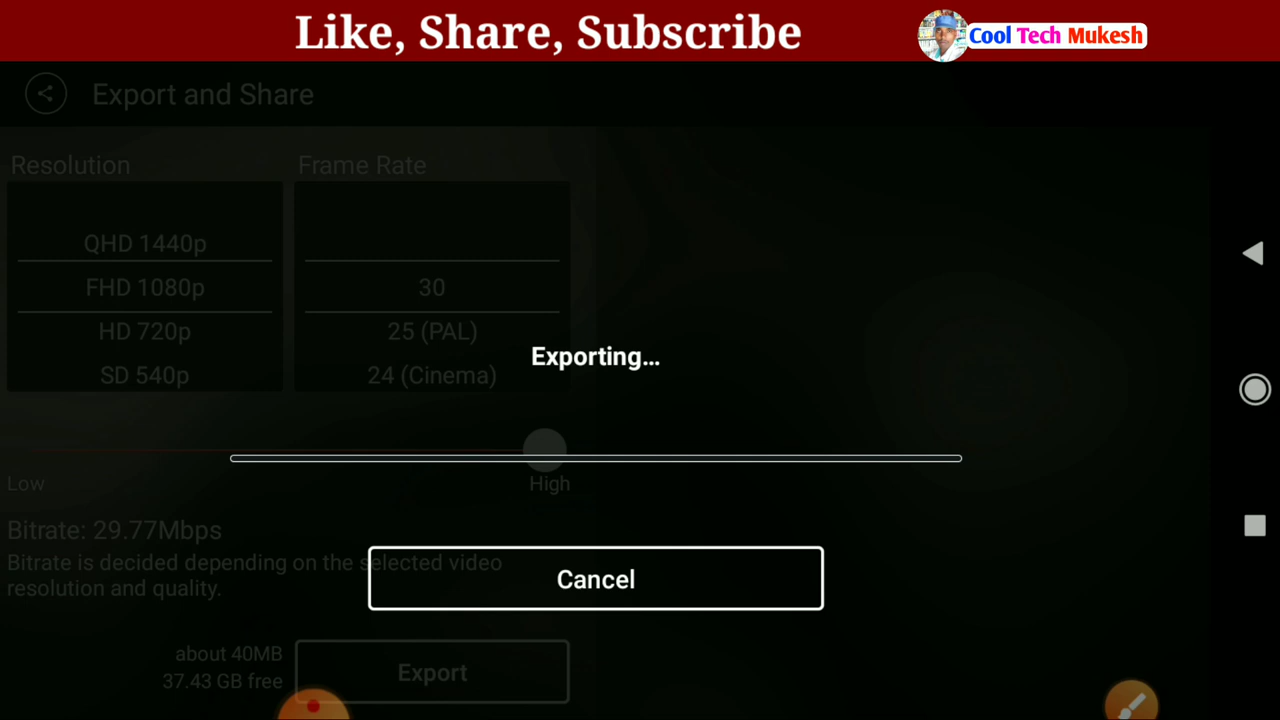 Like, Share, Subscribe
Cool Tech Mukesh
Export and Share
Resolution
Frame Rate
QHD 1440p
FHD 1080p
HD 720p
SD 540p
30
25 (PAL)
24 (Cinema)
Exporting...
Low
High
Bitrate: 29.77Mbps
Bitrate is decided depending on the selected video
resolution and quality.
Cancel
about 40MB
37.43 GB free
Export